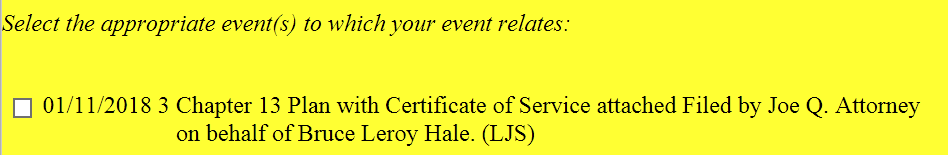 Select the appropriate event(s) to which your event relates:
01/11/2018 3 Chapter 13 Plan with Certificate of Service attached Filed by Joe Q. Attorney
on behalf of Bruce Leroy Hale. (LJS)